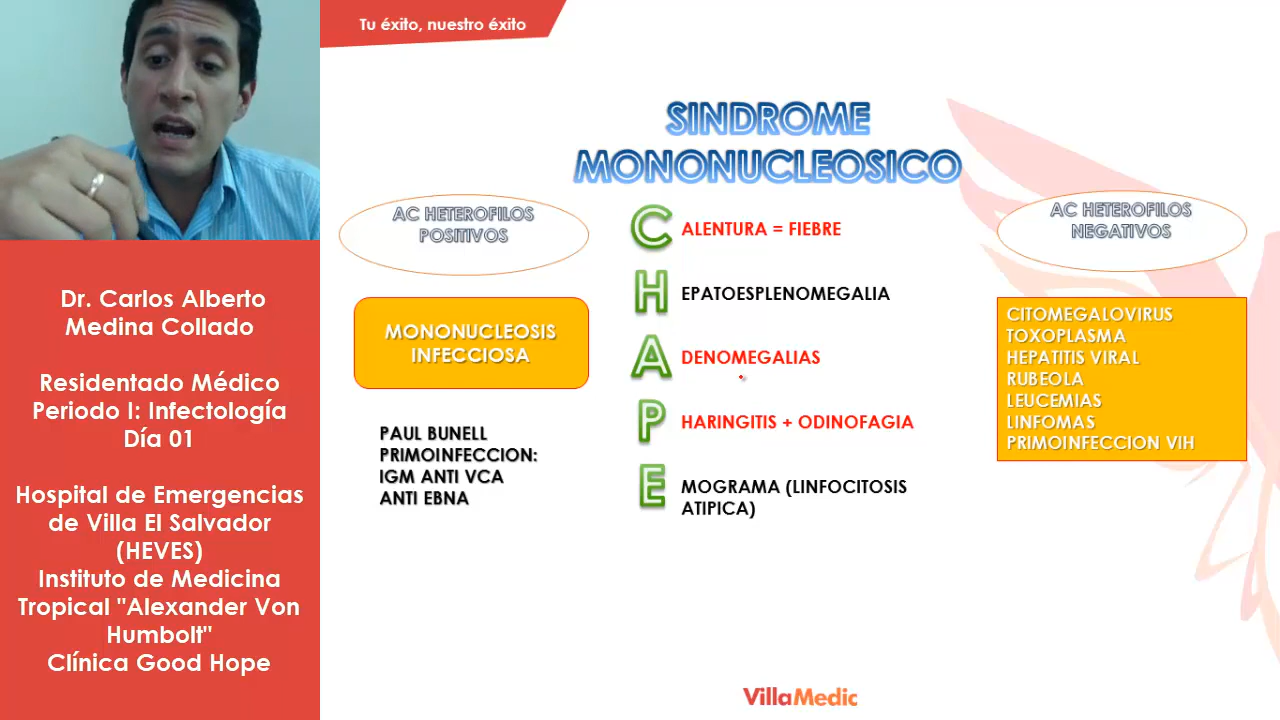 Tu éxito, nuestro éxito
Dr. Carlos Alberto
Medina Collado
Residentado Médico
Periodo I: Infectología
Día 01
Hospital de Emergencias
de Villa El Salvador
(HEVES)
Instituto de Medicina
Tropical "Alexander Von
Humbolt"
Clínica Good Hope
SINDROME
MONONUCLEOSICO
AC HETEROFILOS
POSITIVOS
MONONUCLEOSIS
INFECCIOSA
PAUL BUNELL
PRIMOINFECCION:
IGM ANTI VCA
ANTI EBNA
C ALENTURA = FIEBRE
H EPATOESPLENOMEGALIA
A DENOMEGALIAS
P HARINGITIS + ODINOFAGIA
E MOGRAMA (LINFOCITOSIS
ATIPICA)
AC HETEROFILOS
NEGATIVOS
CITOMEGALOVIRUS
TOXOPLASMA
HEPATITIS VIRAL
RUBEOLA
LEUCEMIAS
LINFOMAS
PRIMOINFECCION VIH
VillaMedic